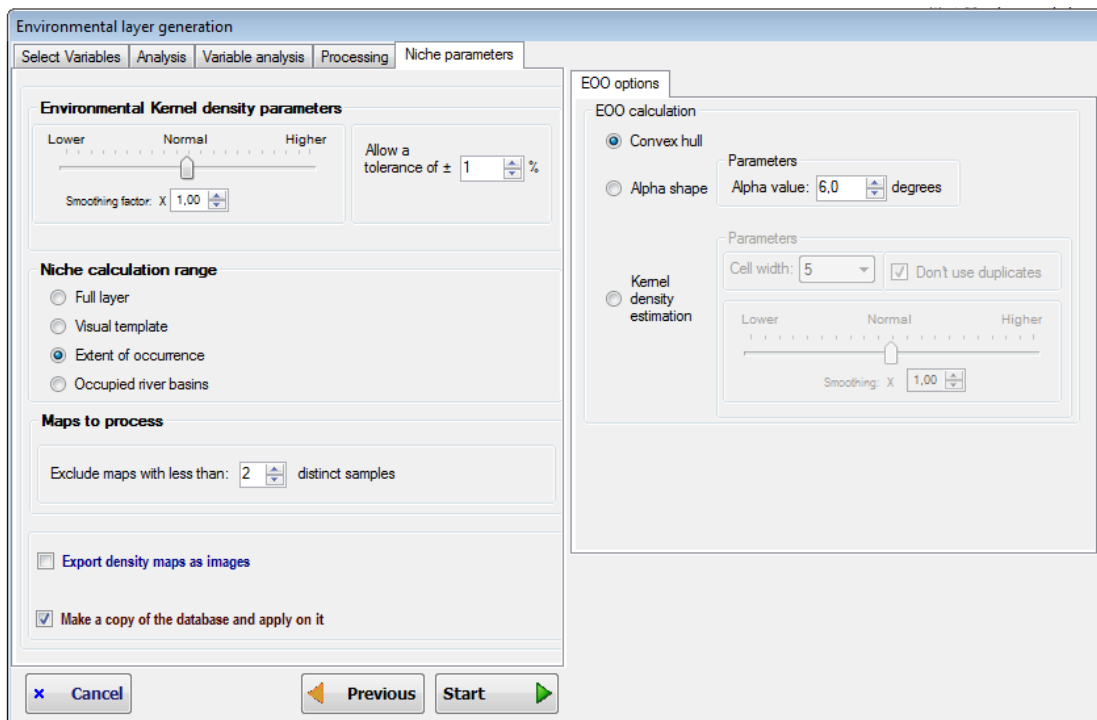 Environmental layer generation
Select Variables Analysis Variable analysis Processing Niche parameters
Environmental Kernel density parameters
Lower Normal Higher
Smoothing factor: X 1,00
Allow a
tolerance of ± 1 %
Niche calculation range
Full layer
Visual template
Extent of occurrence
Occupied river basins
Maps to process
Exclude maps with less than: 2 distinct samples
Export density maps as images
Make a copy of the database and apply on it
× Cancel Previous Start
EOO options
EOO calculation
Convex hull
Alpha shape
Parameters
Alpha value: 6,0 degrees
Kernel
density
estimation
Parameters
Cell width: 5 Don't use duplicates
Lower Normal Higher
Smoothing: X 1,00